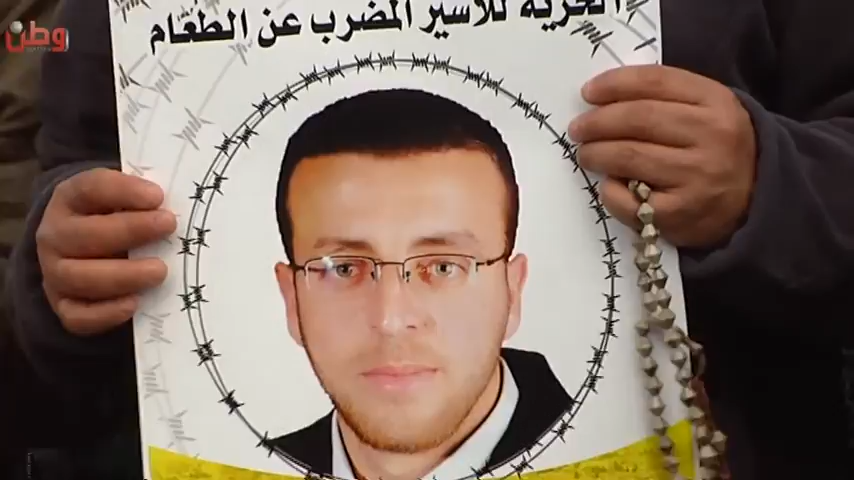 وطن
الحرية للأسير المضرب عن الطعام